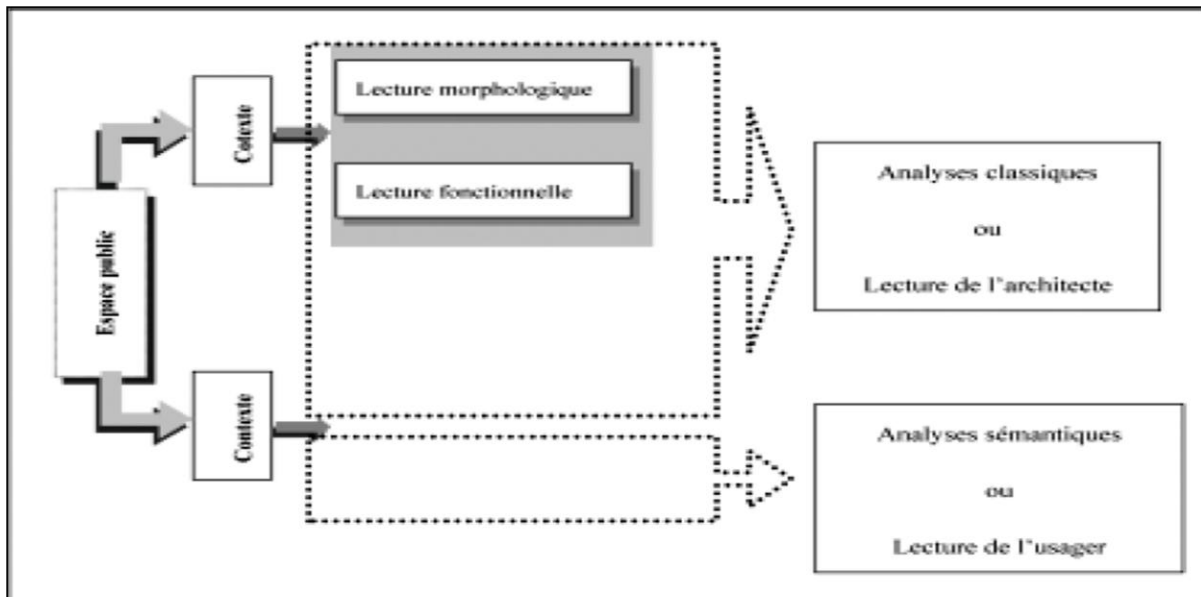 Espace public
Cotexte
Lecture morphologique
Lecture fonctionnelle
Analyses classiques
ou
Lecture de l'architecte
Contexte
Analyses sémantiques
ou
Lecture de l'usager